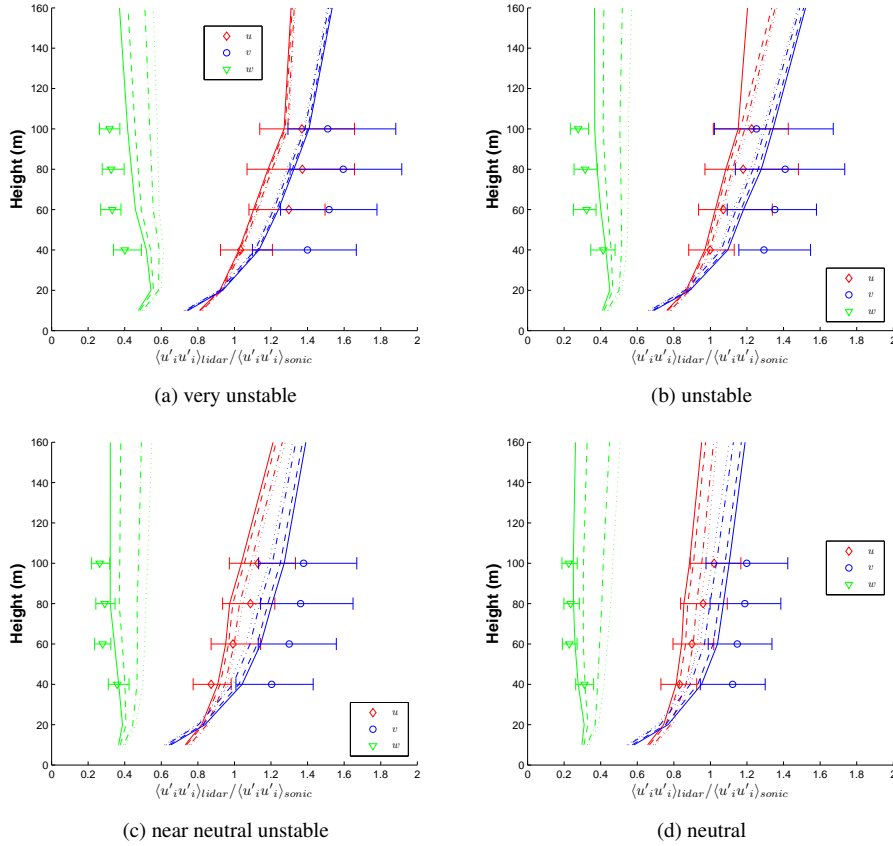 160
140
120
100
80
60
40
20
0
Height (m)
u
v
w
0 0.2 0.4 0.6 0.8 1 1.2 1.4 1.6 1.8 2
⟨u'ᵢu'ᵢ⟩lidar/⟨u'ᵢu'ᵢ⟩sonic
(a) very unstable
160
140
120
100
80
60
40
20
0
Height (m)
u
v
w
0 0.2 0.4 0.6 0.8 1 1.2 1.4 1.6 1.8 2
⟨u'ᵢu'ᵢ⟩lidar/⟨u'ᵢu'ᵢ⟩sonic
(b) unstable
160
140
120
100
80
60
40
20
0
Height (m)
u
v
w
0 0.2 0.4 0.6 0.8 1 1.2 1.4 1.6 1.8 2
⟨u'ᵢu'ᵢ⟩lidar/⟨u'ᵢu'ᵢ⟩sonic
(c) near neutral unstable
160
140
120
100
80
60
40
20
0
Height (m)
u
v
w
0 0.2 0.4 0.6 0.8 1 1.2 1.4 1.6 1.8 2
⟨u'ᵢu'ᵢ⟩lidar/⟨u'ᵢu'ᵢ⟩sonic
(d) neutral